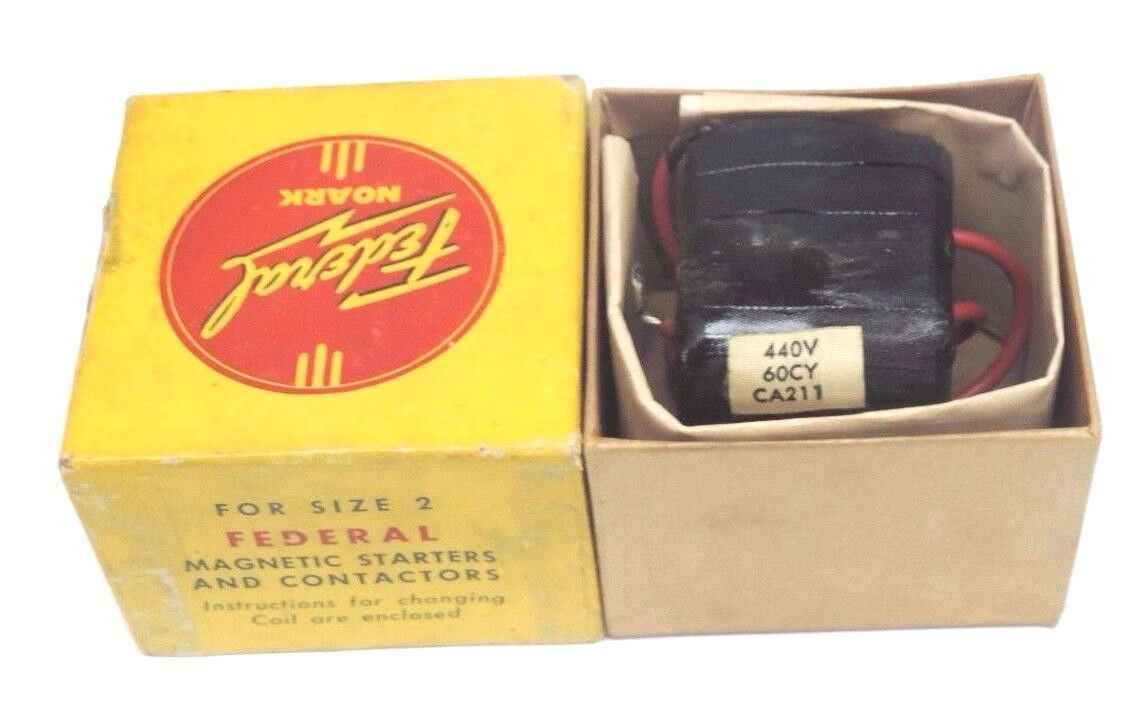 Federal
NOARK
FOR SIZE 2
FEDERAL
MAGNETIC STARTERS
AND CONTACTORS
Instructions for changing
Coil are enclosed
440V
60CY
CA211